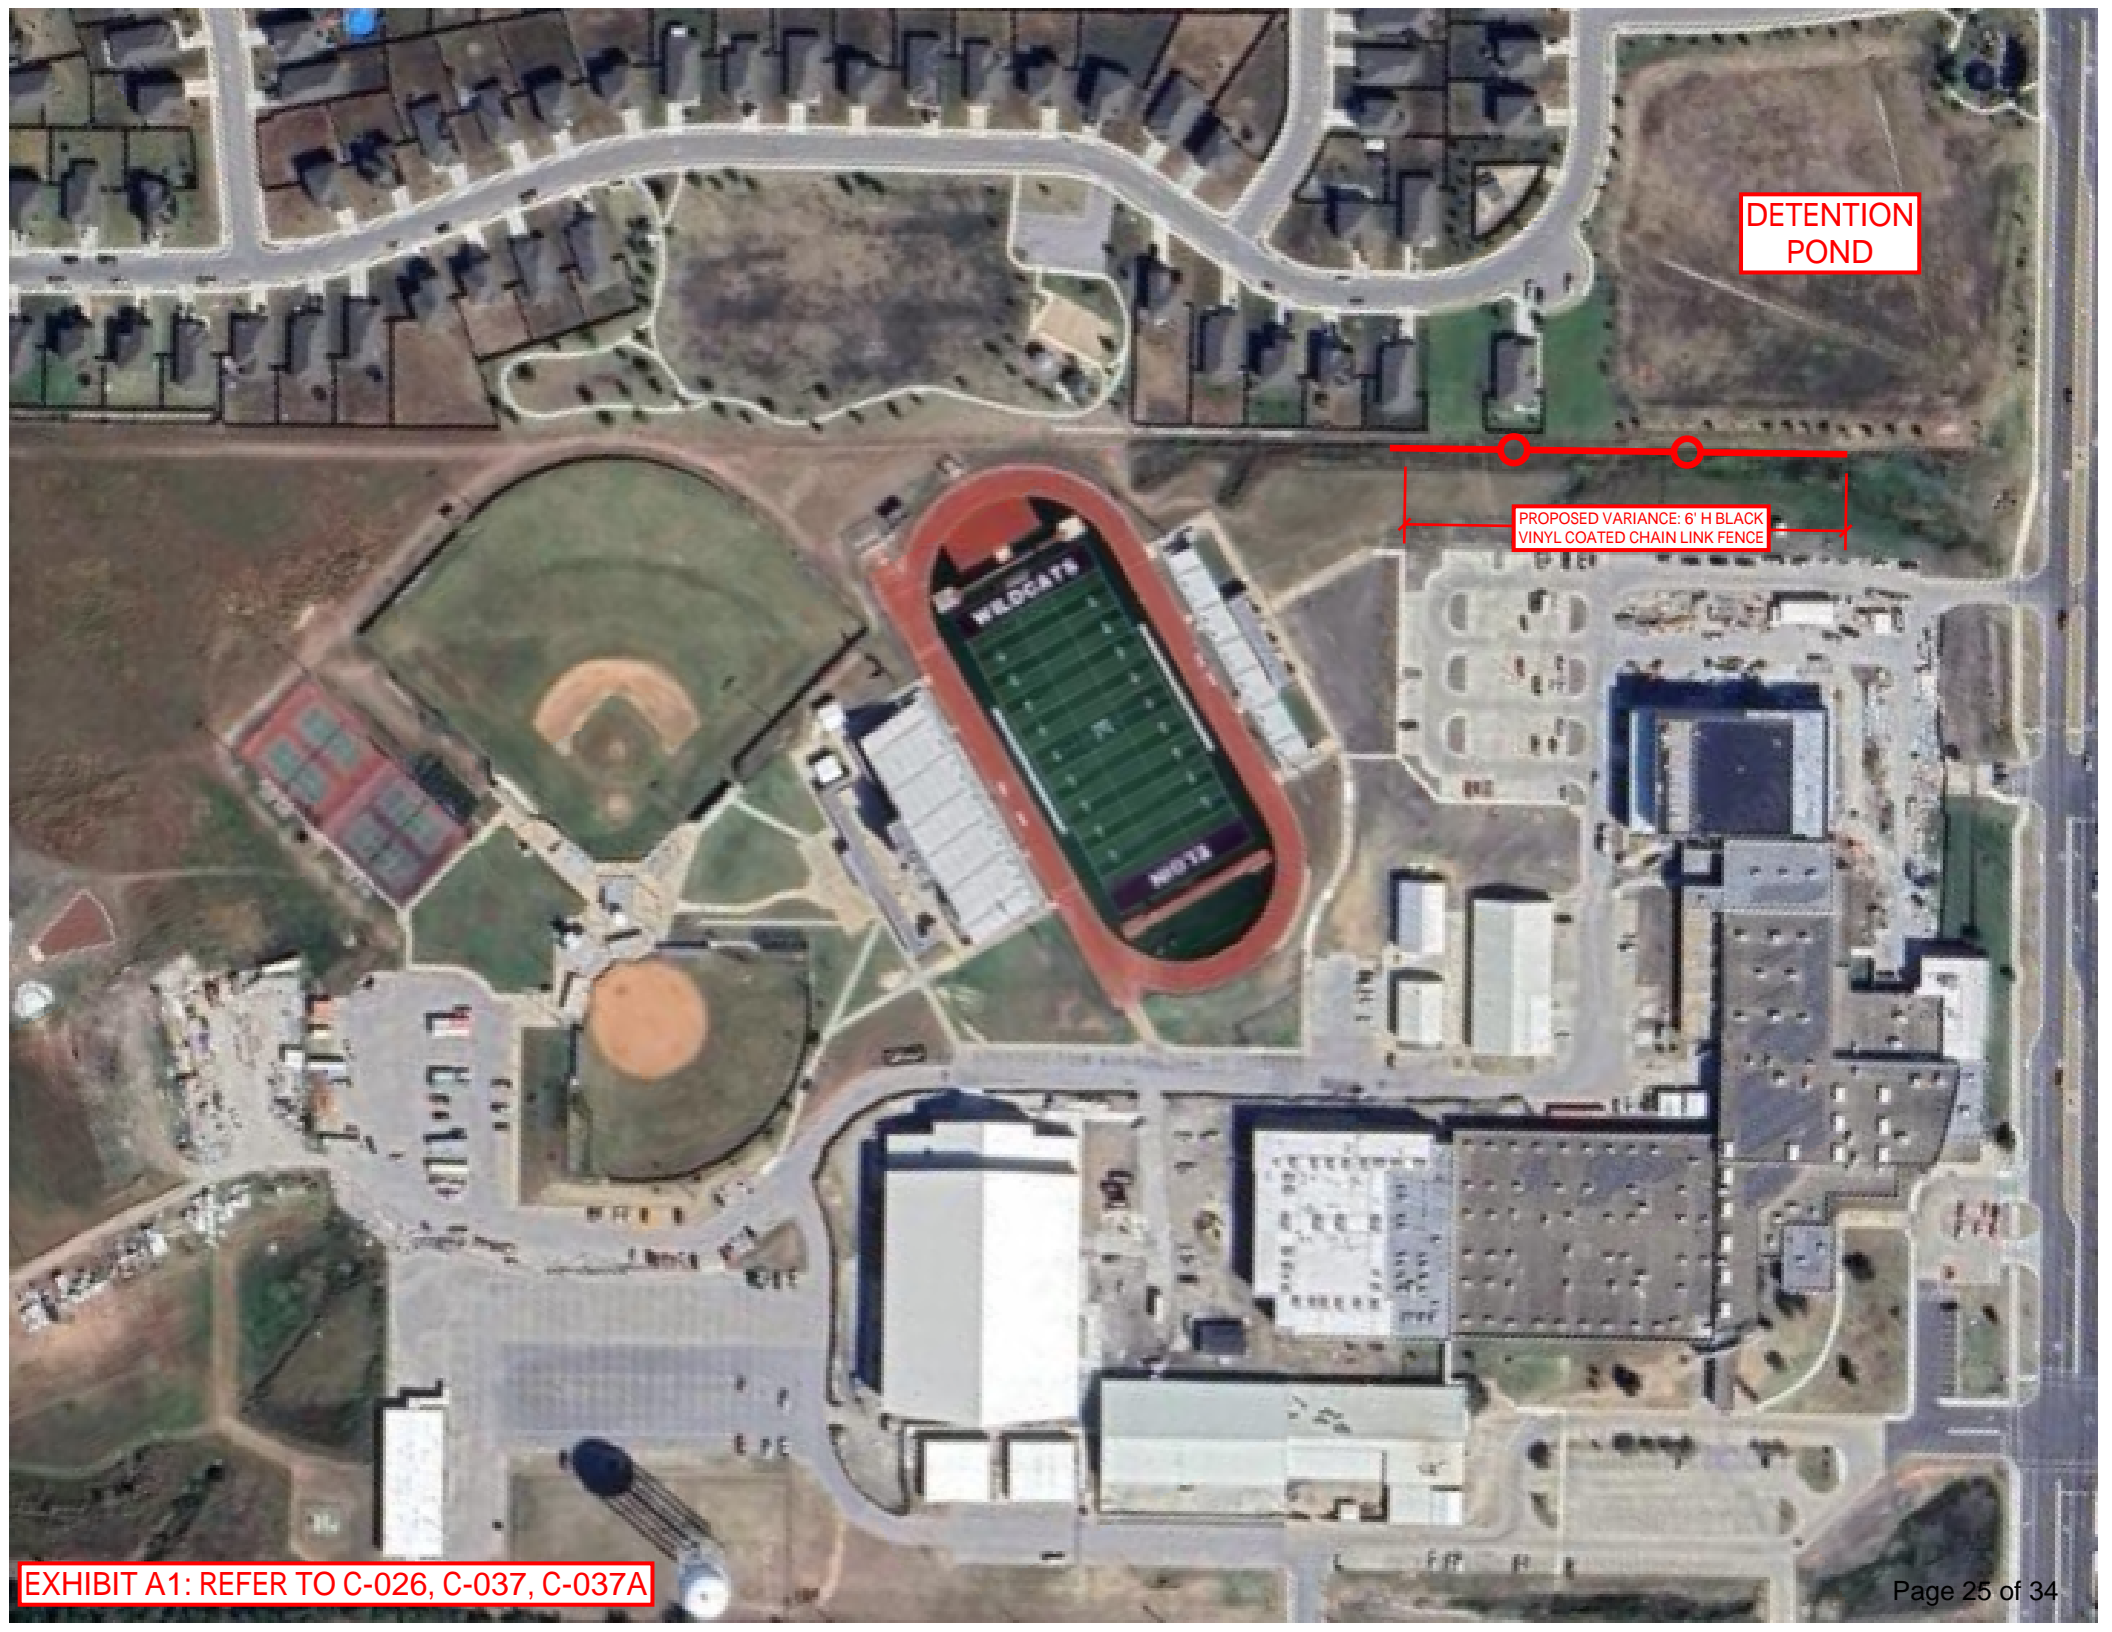 DETENTION
POND
PROPOSED VARIANCE: 6' H BLACK
VINYL COATED CHAIN LINK FENCE
WILDCATS
ELGIN
EXHIBIT A1: REFER TO C-026, C-037, C-037A
Page 25 of 34